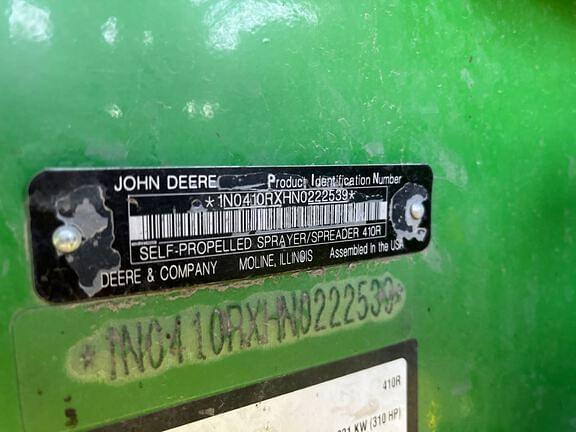 JOHN DEERE Product Identification Number
*1N0410RXHN0222539*
SELF-PROPELLED SPRAYER/SPREADER 410R
DEERE & COMPANY MOLINE, ILLINOIS Assembled in the USA
*1N0410RXHN0222539*
410R
KW (310 HP)